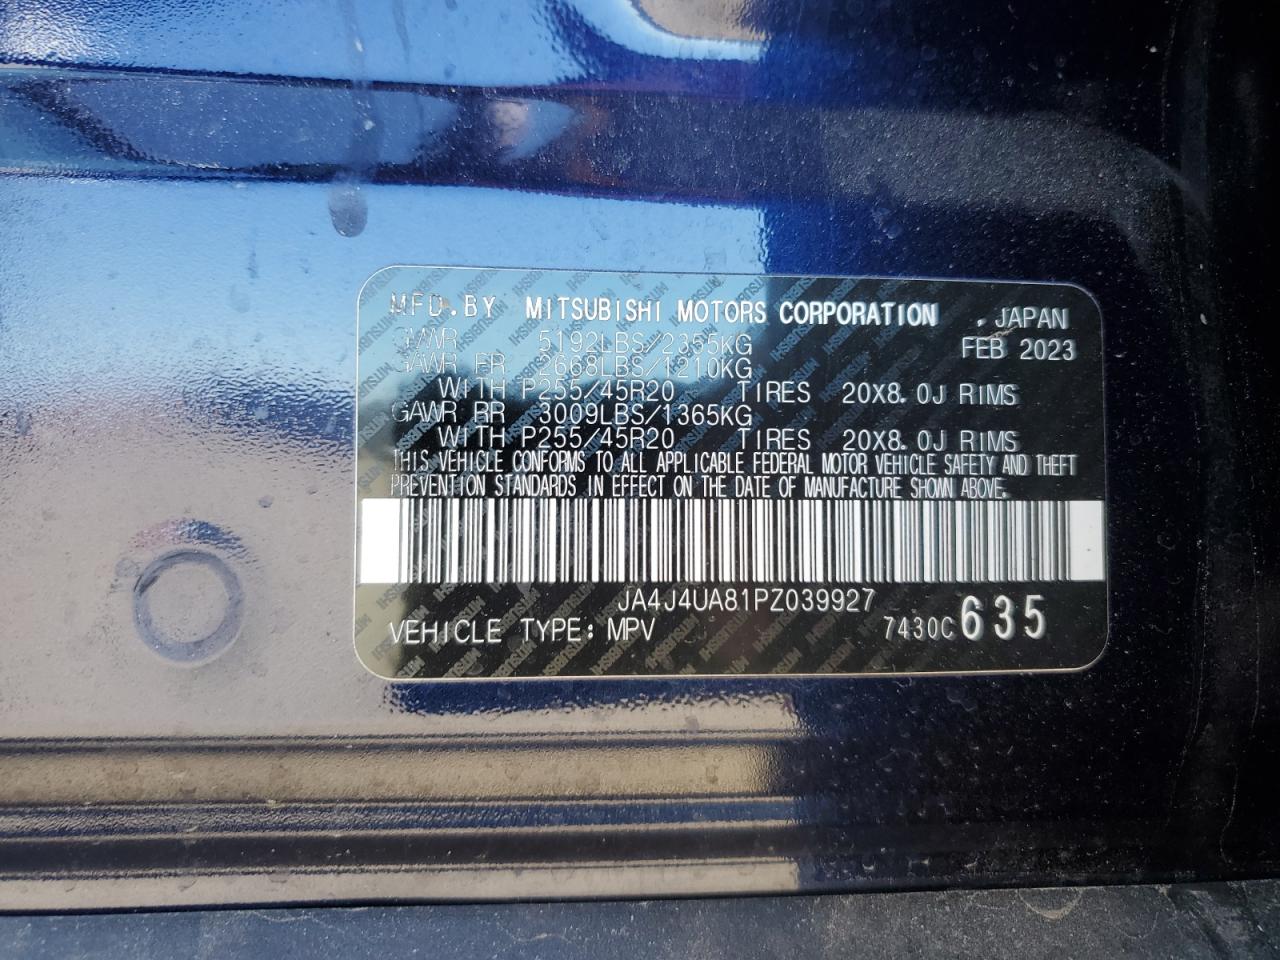 MFD.BY MITSUBISHI MOTORS CORPORATION , JAPAN
GVWR 5192LBS/2355KG FEB 2023
GAWR FR 2668LBS/1210KG
WITH P255/45R20 TIRES 20X8.0J RIMS
GAWR RR 3009LBS/1365KG
WITH P255/45R20 TIRES 20X8.0J RIMS
THIS VEHICLE CONFORMS TO ALL APPLICABLE FEDERAL MOTOR VEHICLE SAFETY AND THEFT
PREVENTION STANDARDS IN EFFECT ON THE DATE OF MANUFACTURE SHOWN ABOVE.
JA4J4UA81PZ039927
VEHICLE TYPE: MPV 7430C 635